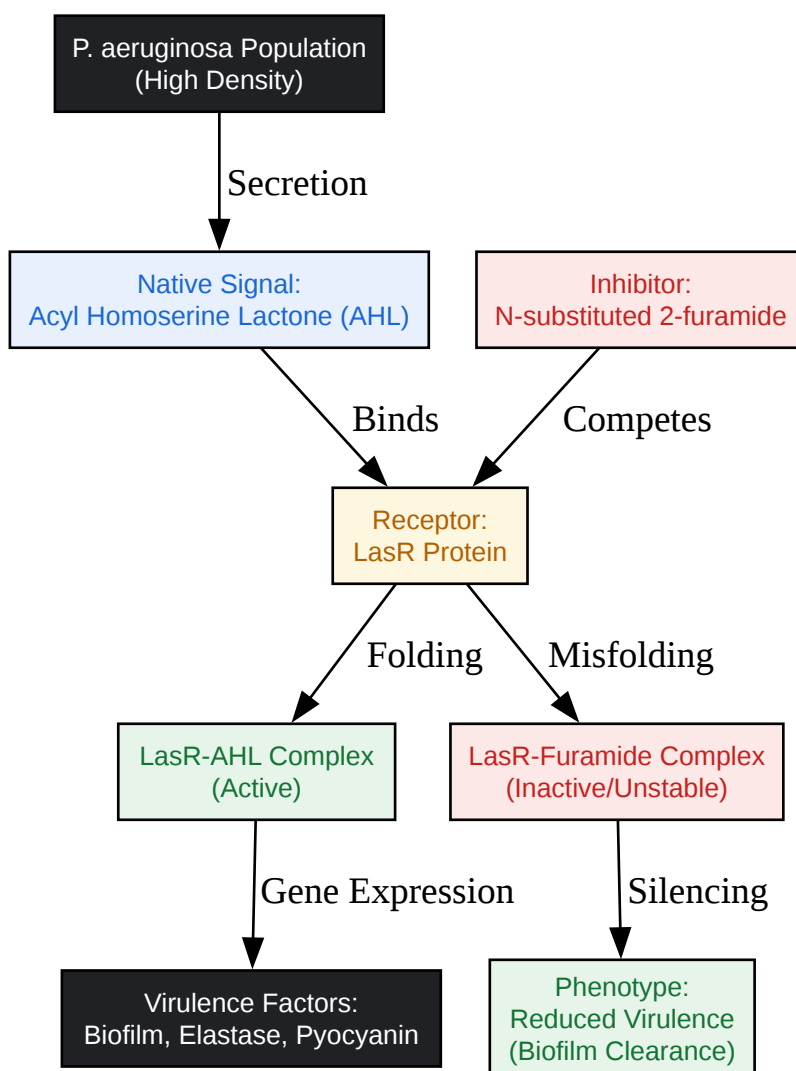 P. aeruginosa Population
(High Density)
Secretion
Native Signal:
Acyl Homoserine Lactone (AHL)
Inhibitor:
N-substituted 2-furamide
Binds
Competes
Receptor:
LasR Protein
Folding
Misfolding
LasR-AHL Complex
(Active)
LasR-Furamide Complex
(Inactive/Unstable)
Gene Expression
Silencing
Virulence Factors:
Biofilm, Elastase, Pyocyanin
Phenotype:
Reduced Virulence
(Biofilm Clearance)